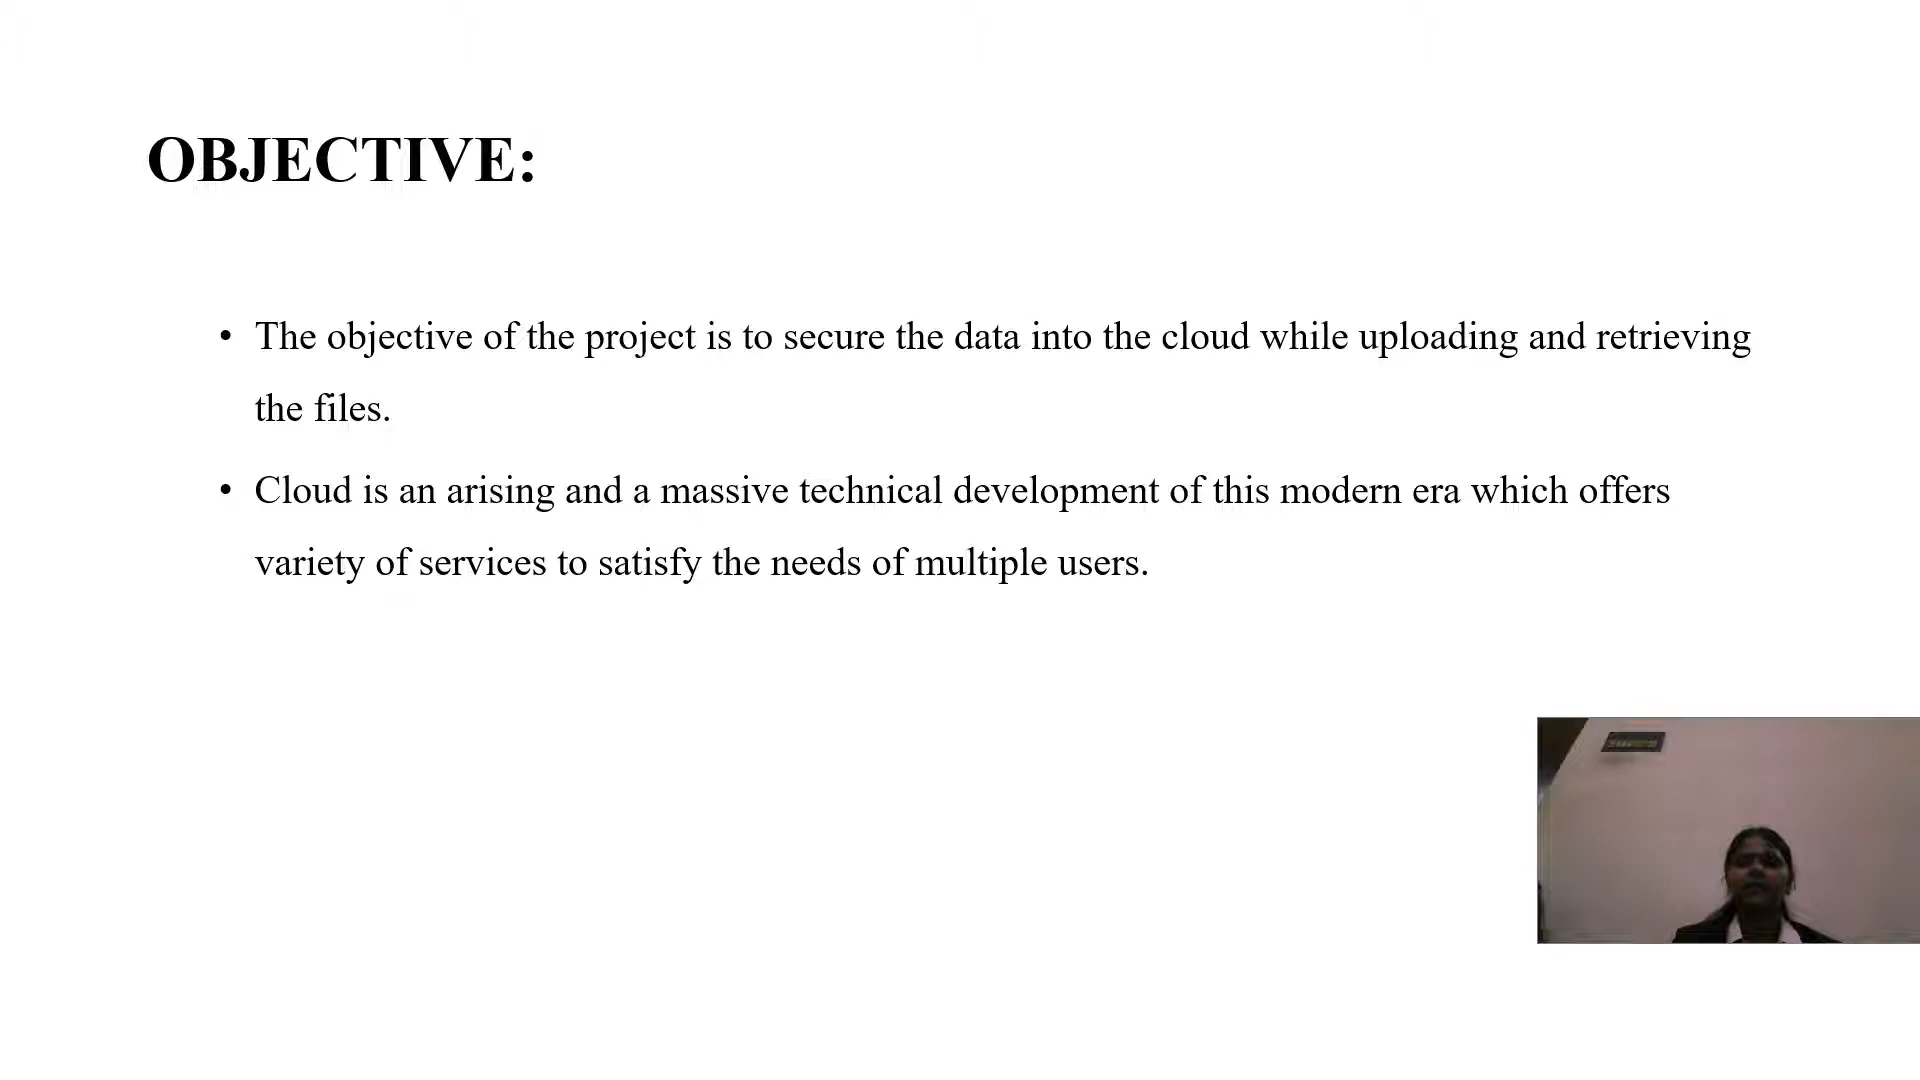 OBJECTIVE:
• The objective of the project is to secure the data into the cloud while uploading and retrieving
the files.
• Cloud is an arising and a massive technical development of this modern era which offers
variety of services to satisfy the needs of multiple users.